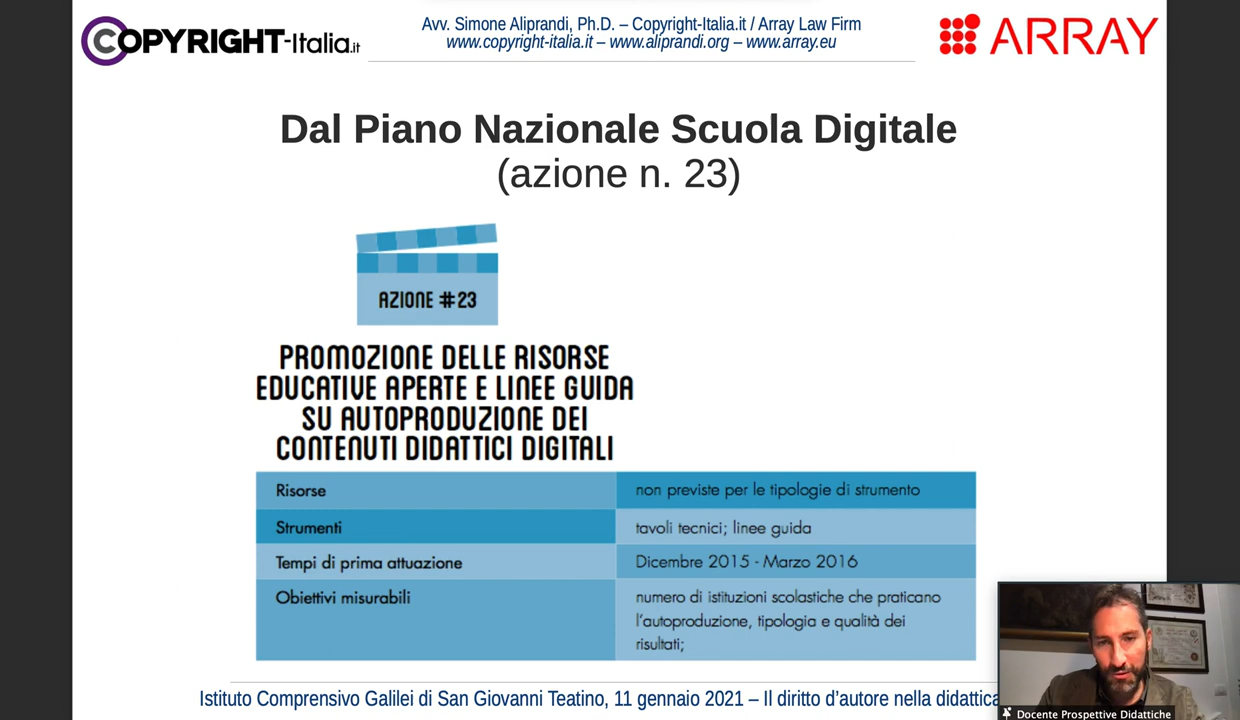 COPYRIGHT-Italia.it
Avv. Simone Aliprandi, Ph.D. – Copyright-Italia.it / Array Law Firm
www.copyright-italia.it – www.aliprandi.org – www.array.eu
ARRAY
Dal Piano Nazionale Scuola Digitale
(azione n. 23)
AZIONE #23
PROMOZIONE DELLE RISORSE
EDUCATIVE APERTE E LINEE GUIDA
SU AUTOPRODUZIONE DEI
CONTENUTI DIDATTICI DIGITALI
Risorse non previste per le tipologie di strumento
Strumenti tavoli tecnici; linee guida
Tempi di prima attuazione Dicembre 2015 - Marzo 2016
Obiettivi misurabili numero di istituzioni scolastiche che praticano
l'autoproduzione, tipologia e qualità dei
risultati;
Istituto Comprensivo Galilei di San Giovanni Teatino, 11 gennaio 2021 – Il diritto d'autore nella didattica
Docente Prospettive Didattiche